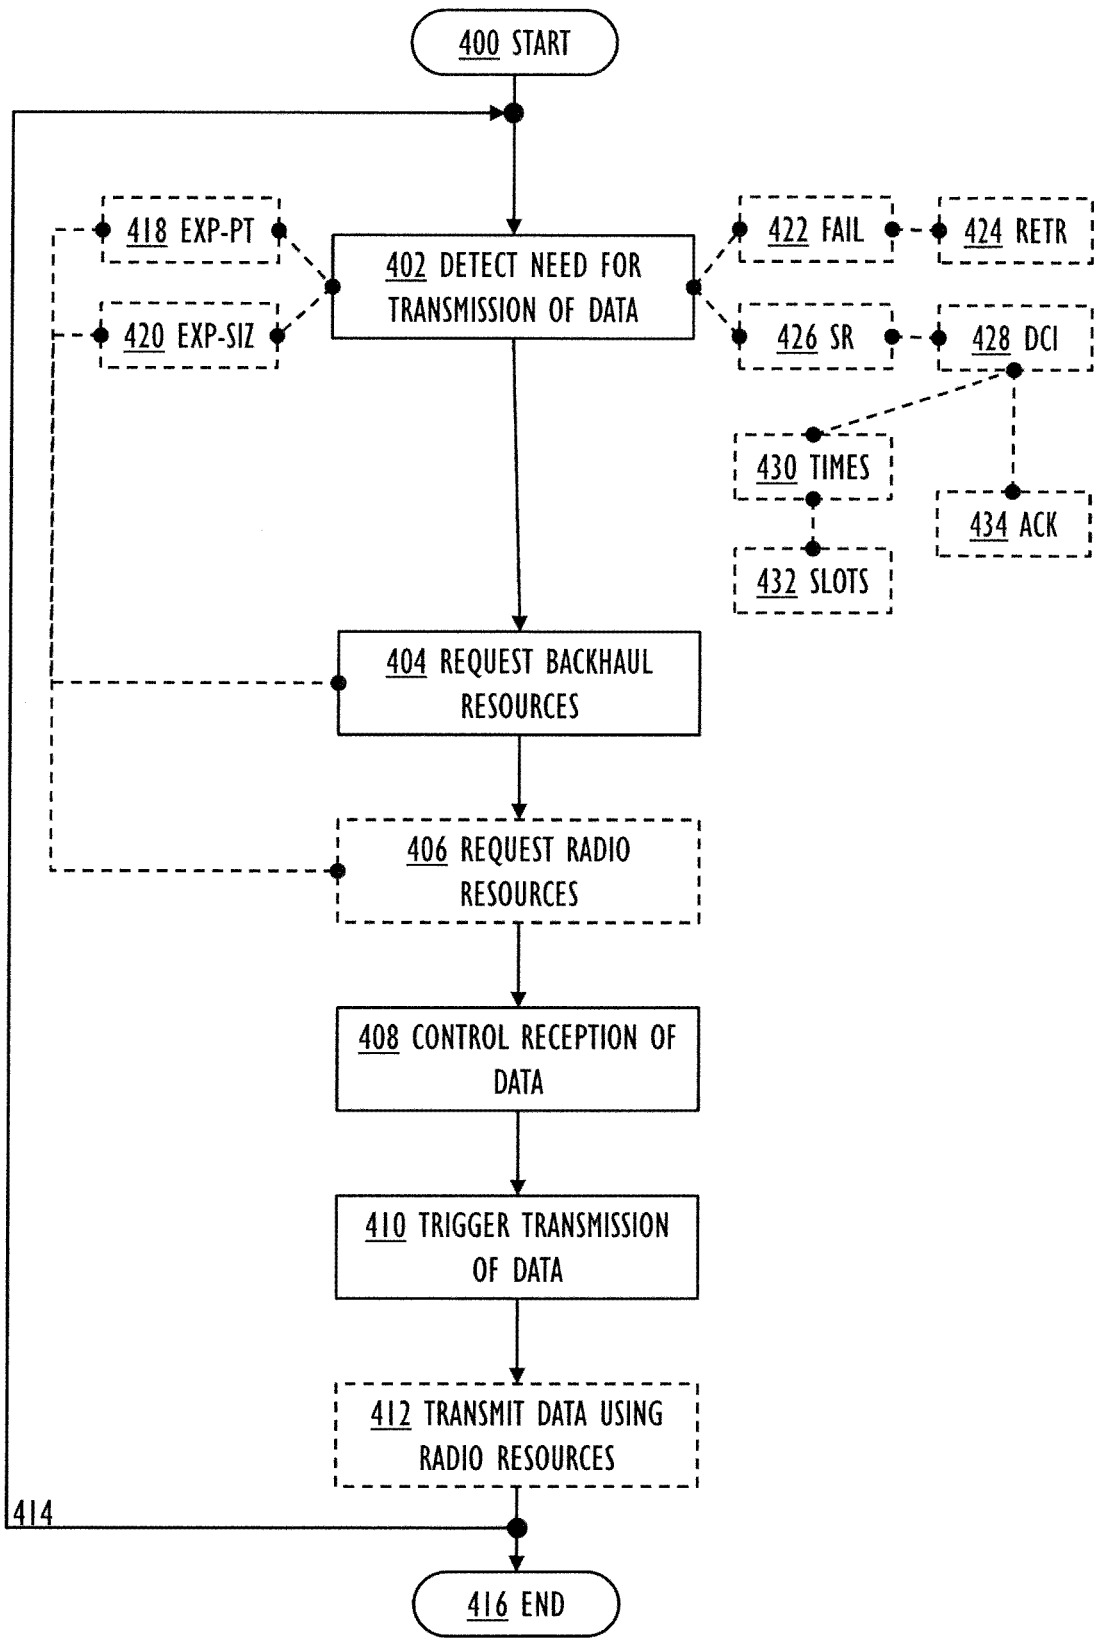 400 START
418 EXP-PT
420 EXP-SIZ
402 DETECT NEED FOR
TRANSMISSION OF DATA
422 FAIL
424 RETR
426 SR
428 DCI
430 TIMES
434 ACK
432 SLOTS
404 REQUEST BACKHAUL
RESOURCES
406 REQUEST RADIO
RESOURCES
408 CONTROL RECEPTION OF
DATA
410 TRIGGER TRANSMISSION
OF DATA
412 TRANSMIT DATA USING
RADIO RESOURCES
414
416 END